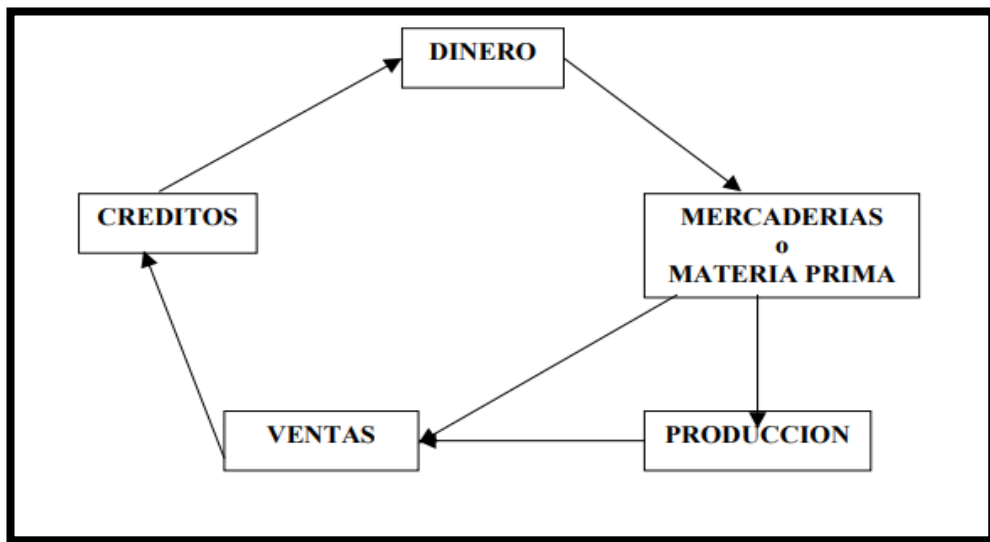 DINERO
CREDITOS
MERCADERIAS
o
MATERIA PRIMA
VENTAS
PRODUCCION